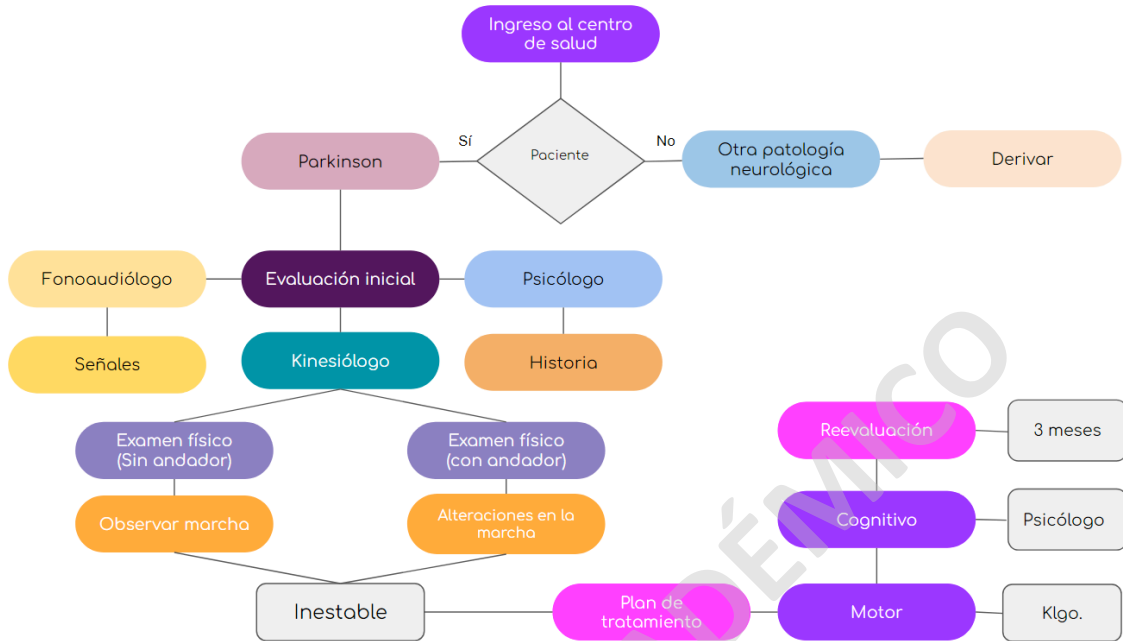 Ingreso al centro
de salud
Sí
Paciente
No
Parkinson
Otra patología
neurológica
Derivar
Fonoaudiólogo
Evaluación inicial
Psicólogo
Señales
Kinesiólogo
Historia
Examen físico
(Sin andador)
Examen físico
(con andador)
Reevaluación
3 meses
Observar marcha
Alteraciones en la
marcha
Cognitivo
Psicólogo
Inestable
Plan de
tratamiento
Motor
Klgo.
ADÉMICO